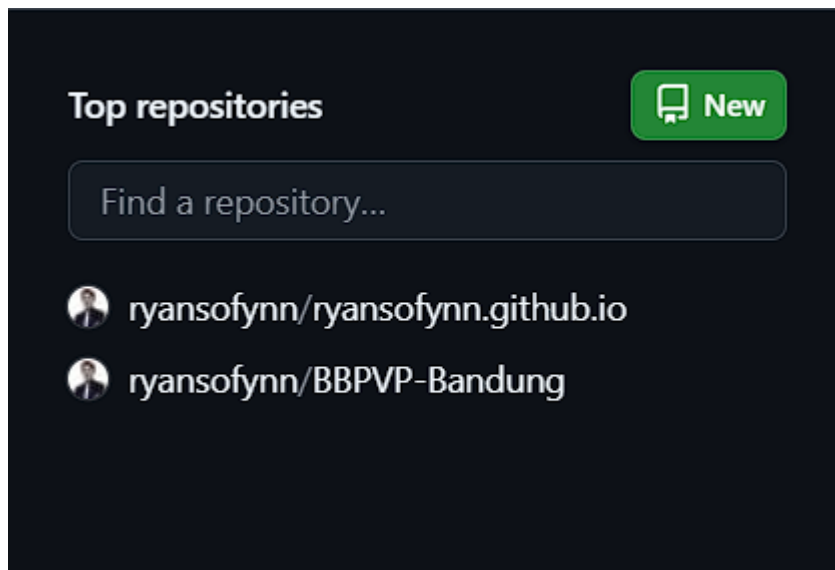 Top repositories
New
Find a repository...
ryansofynn/ryansofynn.github.io
ryansofynn/BBPVP-Bandung